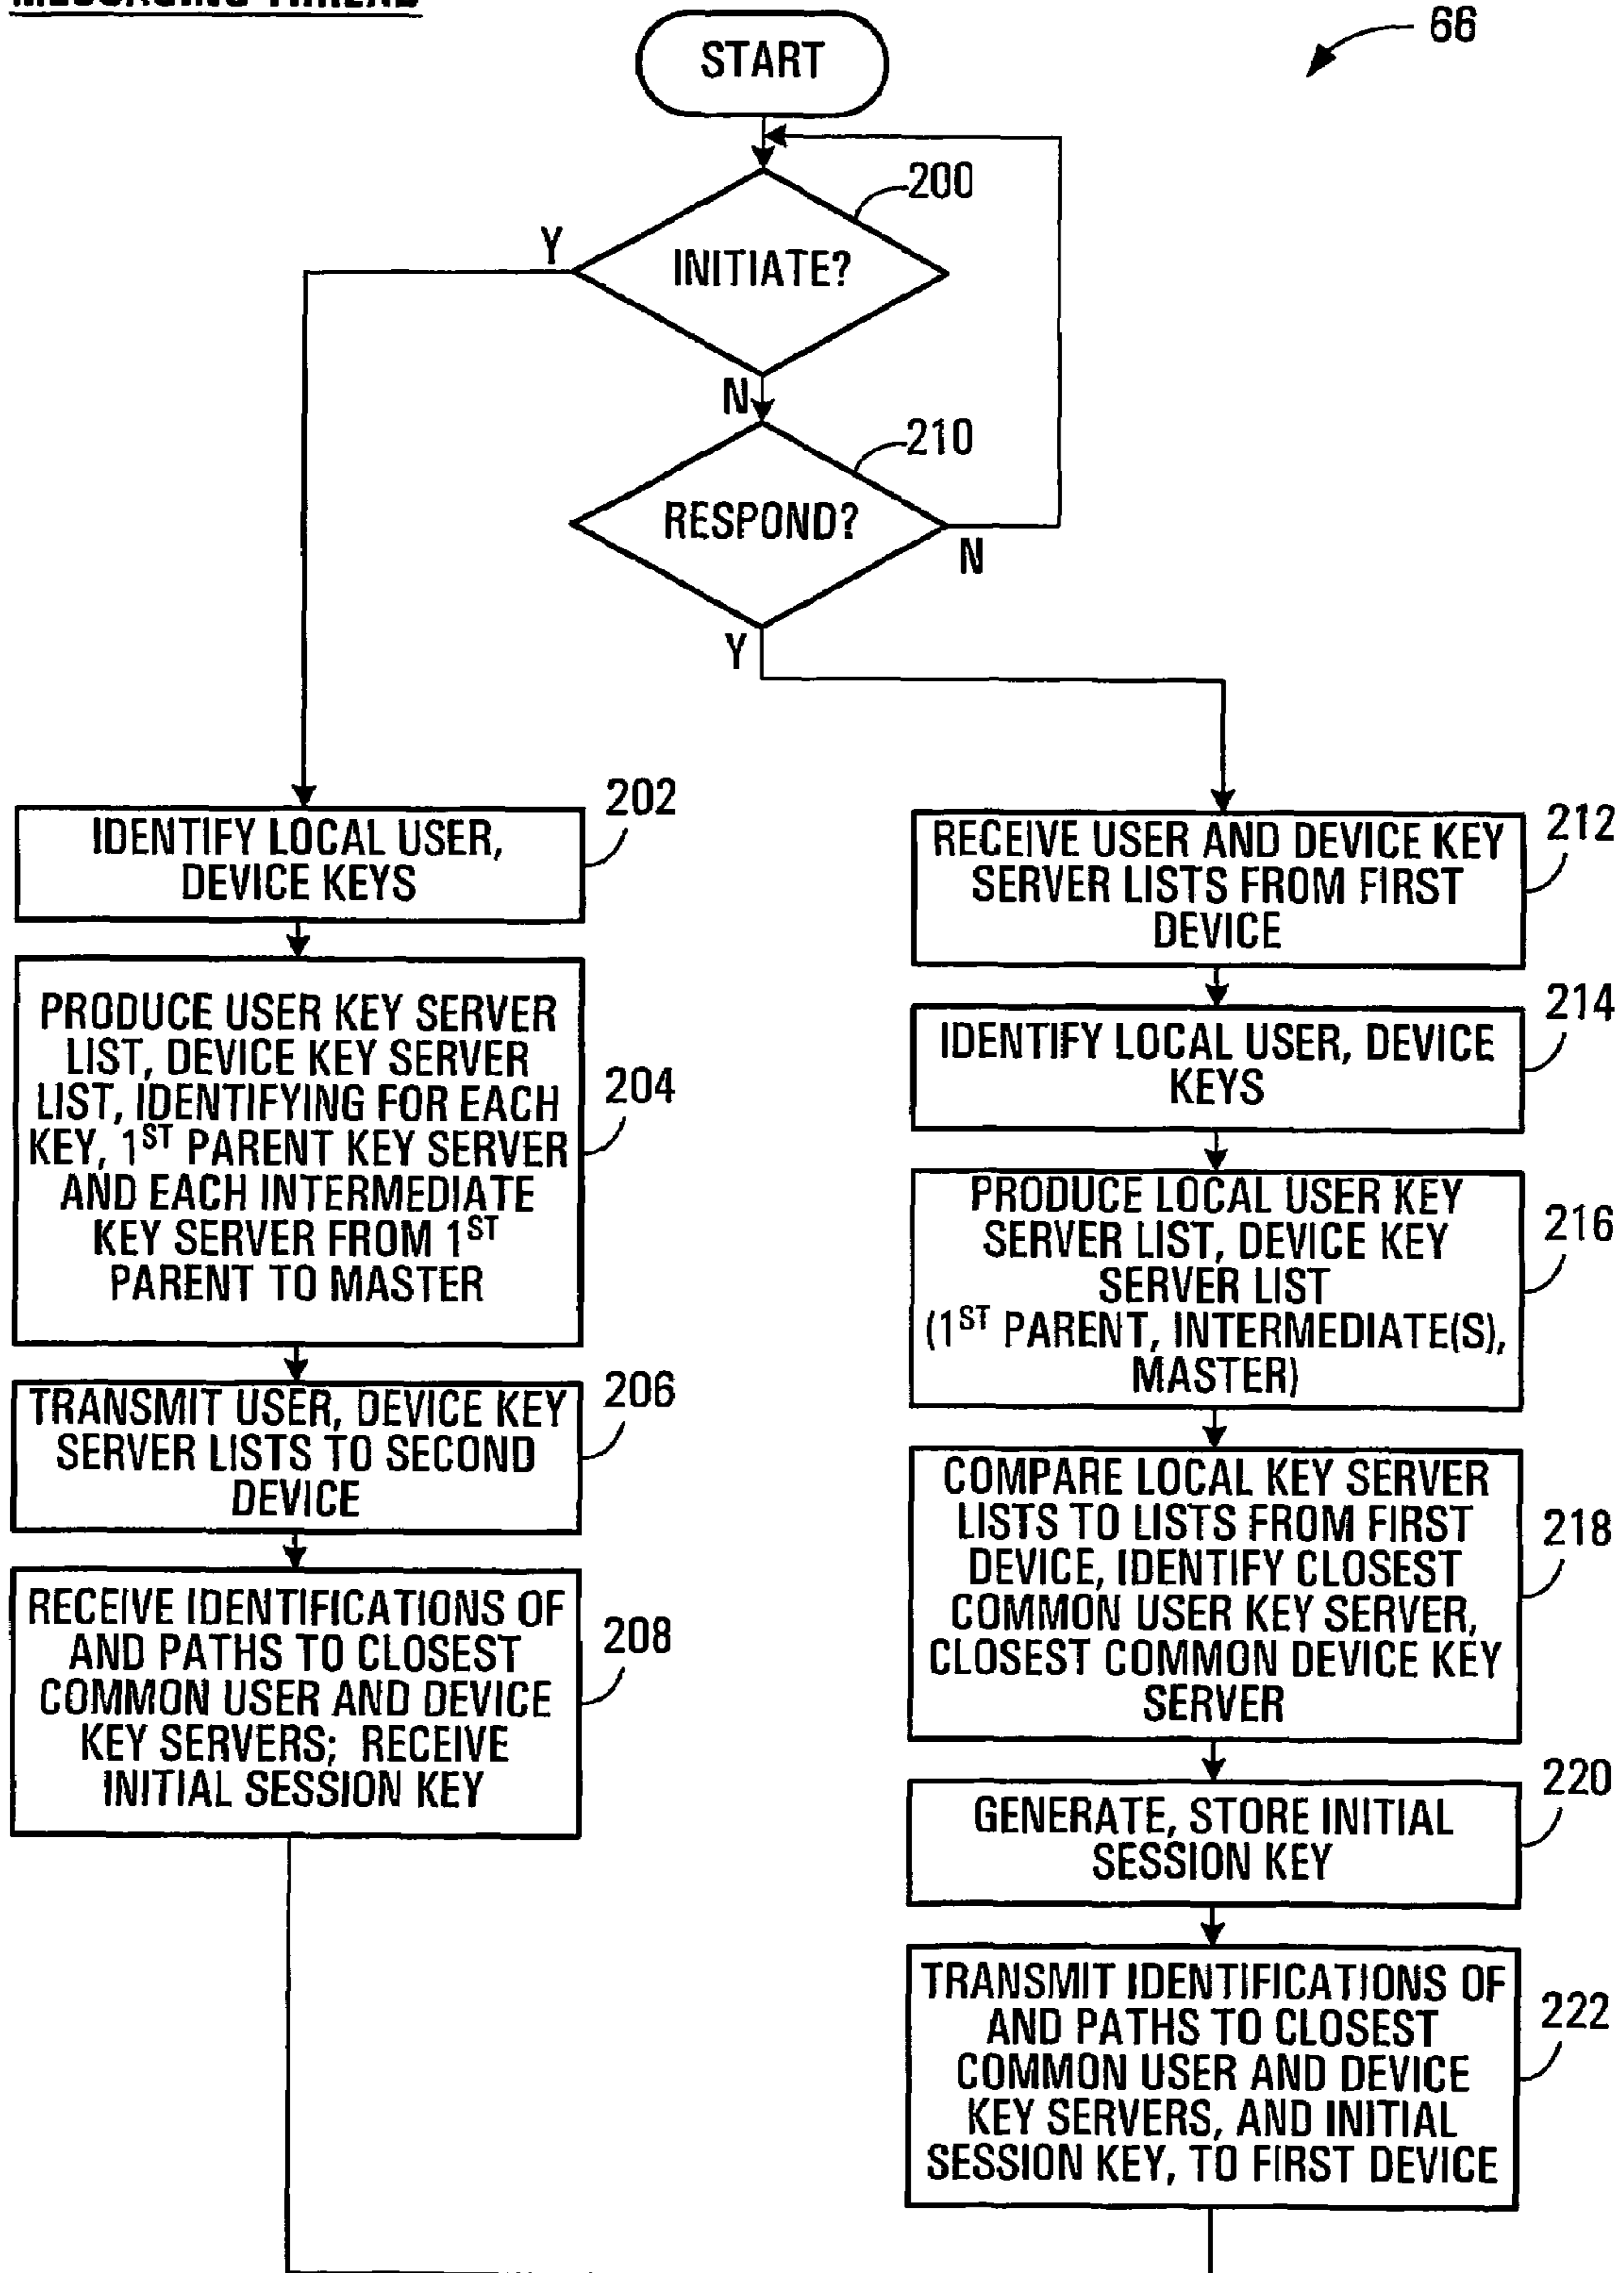 MESSAGING THREAD
66
START
200
Y
INITIATE?
N
210
RESPOND?
N
Y
202
IDENTIFY LOCAL USER,
DEVICE KEYS
204
PRODUCE USER KEY SERVER
LIST, DEVICE KEY SERVER
LIST, IDENTIFYING FOR EACH
KEY, 1ST PARENT KEY SERVER
AND EACH INTERMEDIATE
KEY SERVER FROM 1ST
PARENT TO MASTER
206
TRANSMIT USER, DEVICE KEY
SERVER LISTS TO SECOND
DEVICE
208
RECEIVE IDENTIFICATIONS OF
AND PATHS TO CLOSEST
COMMON USER AND DEVICE
KEY SERVERS; RECEIVE
INITIAL SESSION KEY
212
RECEIVE USER AND DEVICE KEY
SERVER LISTS FROM FIRST
DEVICE
214
IDENTIFY LOCAL USER, DEVICE
KEYS
216
PRODUCE LOCAL USER KEY
SERVER LIST, DEVICE KEY
SERVER LIST
(1ST PARENT, INTERMEDIATE(S),
MASTER)
218
COMPARE LOCAL KEY SERVER
LISTS TO LISTS FROM FIRST
DEVICE, IDENTIFY CLOSEST
COMMON USER KEY SERVER,
CLOSEST COMMON DEVICE KEY
SERVER
220
GENERATE, STORE INITIAL
SESSION KEY
222
TRANSMIT IDENTIFICATIONS OF
AND PATHS TO CLOSEST
COMMON USER AND DEVICE
KEY SERVERS, AND INITIAL
SESSION KEY, TO FIRST DEVICE